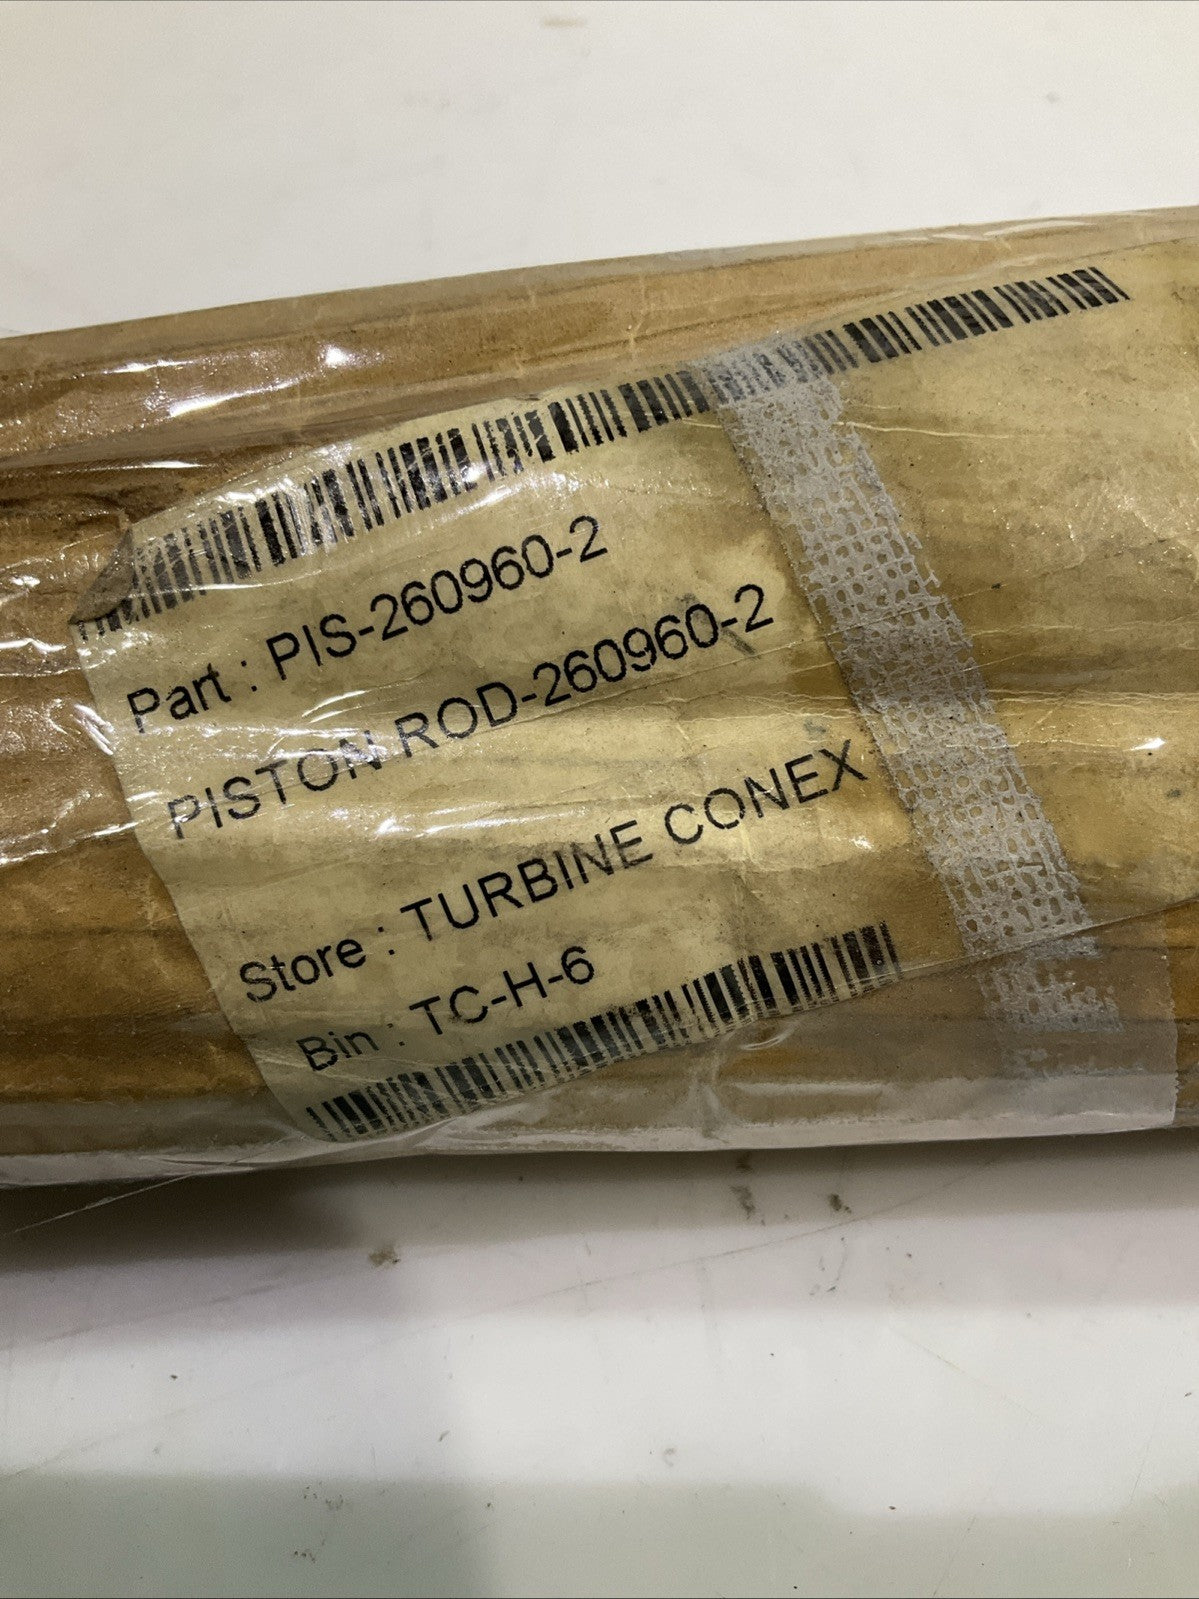 Part : PIS-260960-2
PISTON ROD-260960-2
Store : TURBINE CONEX
Bin : TC-H-6